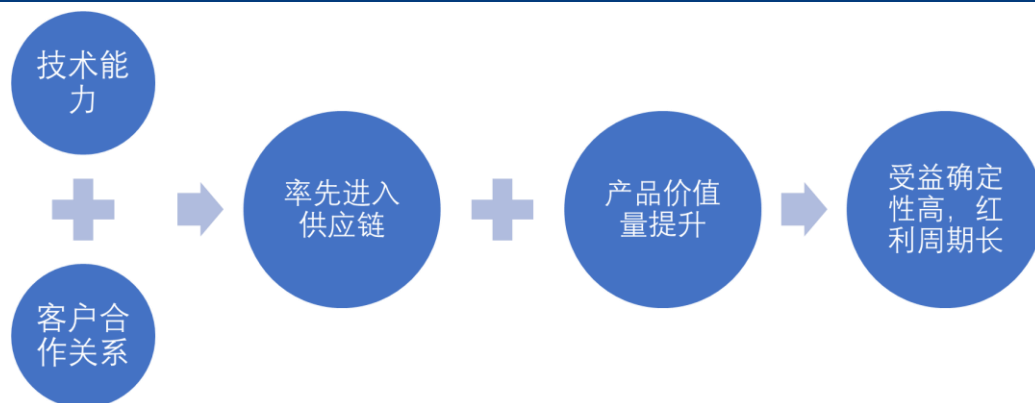 技术能
力
客户合
作关系
率先进入
供应链
产品价值
量提升
受益确定
性高，红
利周期长